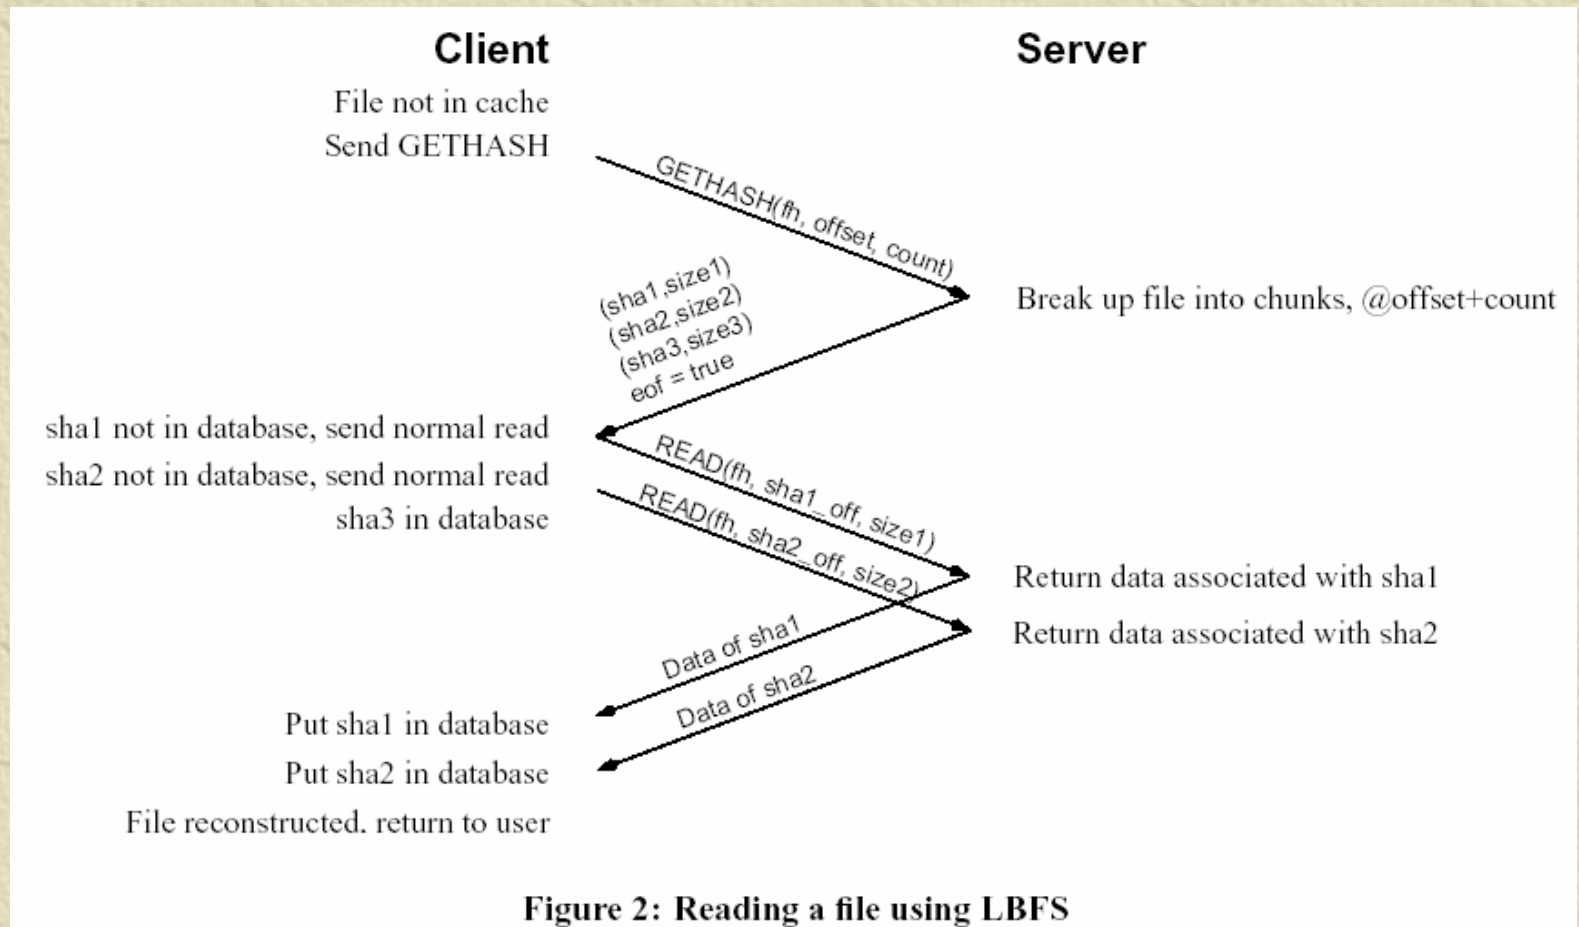 Client
Server
File not in cache
Send GETHASH
GETHASH(fh, offset, count)
Break up file into chunks, @offset+count
(sha1,size1)
(sha2,size2)
(sha3,size3)
eof = true
sha1 not in database, send normal read
sha2 not in database, send normal read
sha3 in database
READ(fh, sha1_off, size1)
READ(fh, sha2_off, size2)
Return data associated with sha1
Return data associated with sha2
Data of sha1
Data of sha2
Put sha1 in database
Put sha2 in database
File reconstructed. return to user
Figure 2: Reading a file using LBFS